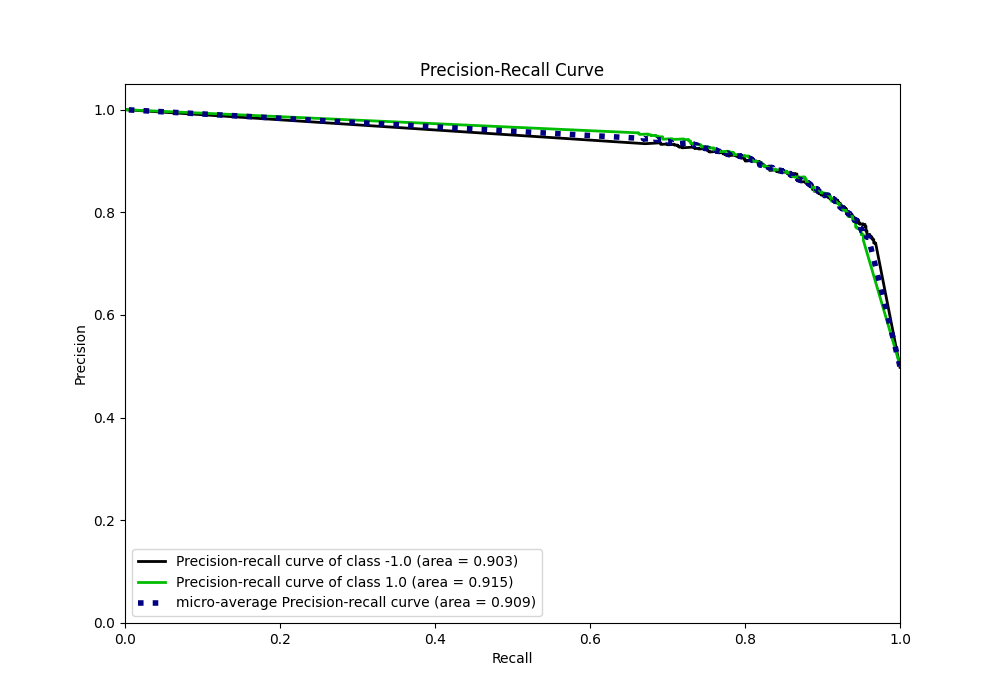 Precision-Recall Curve
1.0
0.8
0.6
0.4
0.2
0.0
Precision
Precision-recall curve of class -1.0 (area = 0.903)
Precision-recall curve of class 1.0 (area = 0.915)
micro-average Precision-recall curve (area = 0.909)
0.0 0.2 0.4 0.6 0.8 1.0
Recall